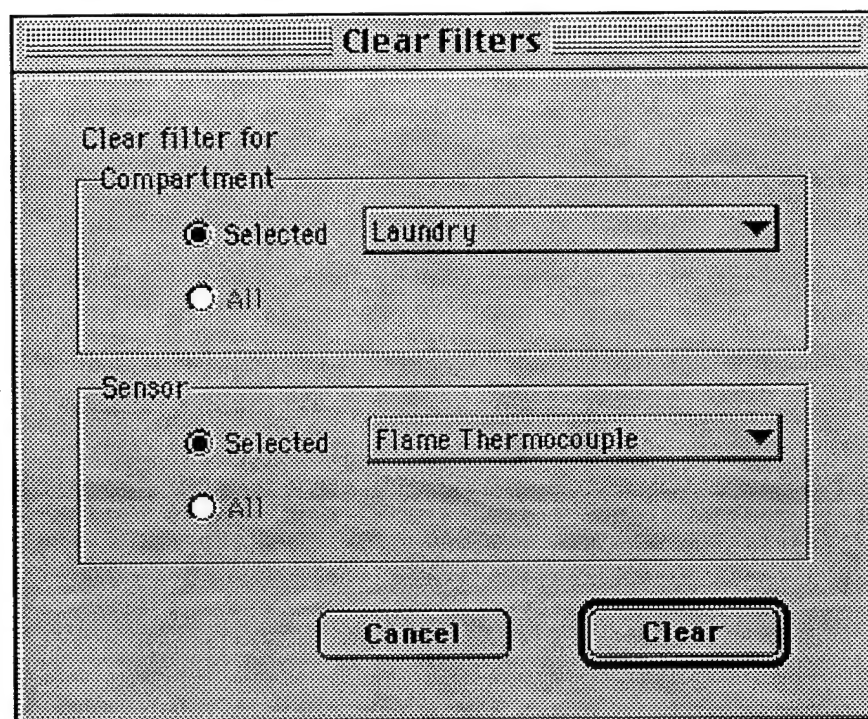 Clear Filters
Clear filter for
Compartment
Selected Laundry
All
Sensor
Selected Flame Thermocouple
All
Cancel Clear